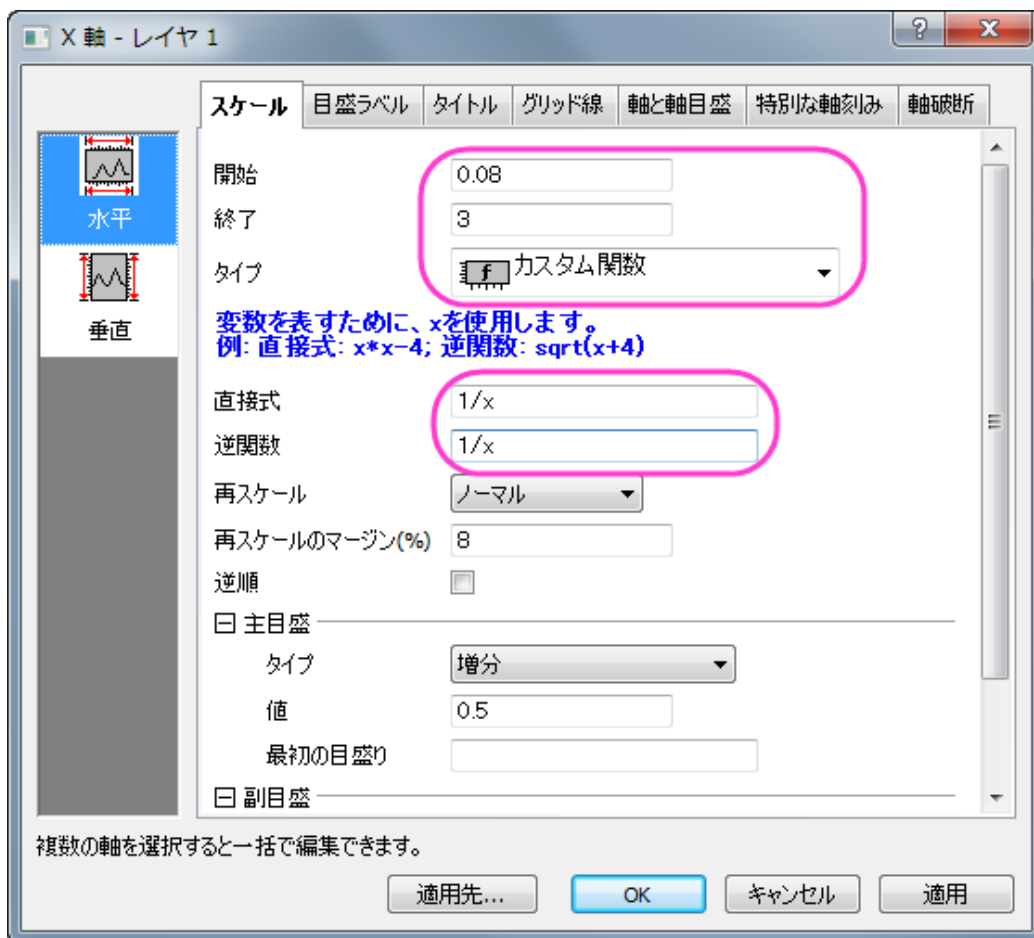 X 軸 - レイヤ 1
スケール 目盛ラベル タイトル グリッド線 軸と軸目盛 特別な軸刻み 軸破断
水平
垂直
開始 0.08
終了 3
タイプ f カスタム関数
変数を表すために、xを使用します。
例: 直接式: x*x-4; 逆関数: sqrt(x+4)
直接式 1/x
逆関数 1/x
再スケール ノーマル
再スケールのマージン(%) 8
逆順
主目盛
タイプ 増分
値 0.5
最初の目盛り
副目盛
複数の軸を選択すると一括で編集できます。
適用先... OK キャンセル 適用